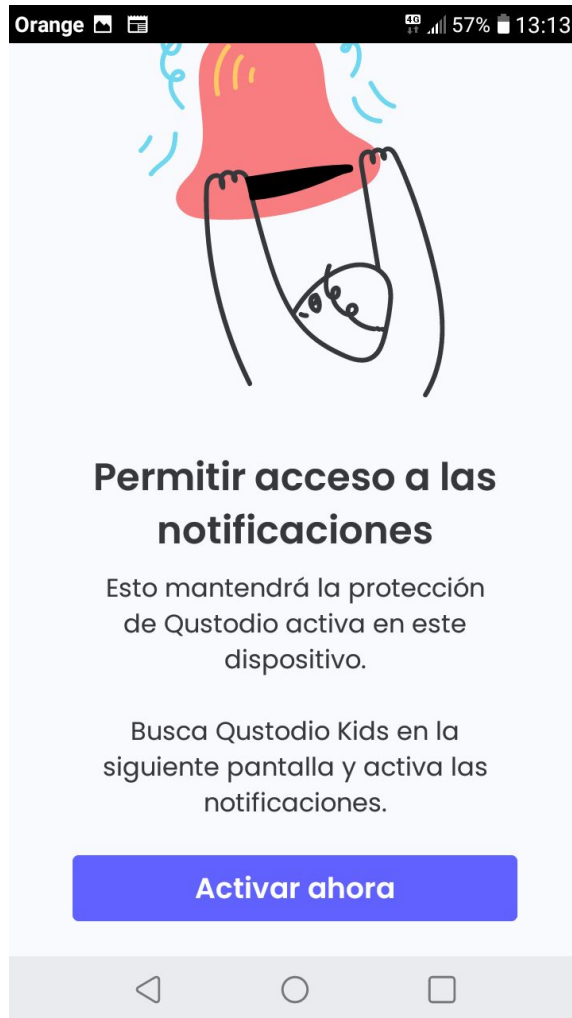 Orange 4G 57% 13:13
Permitir acceso a las
notificaciones
Esto mantendrá la protección
de Qustodio activa en este
dispositivo.
Busca Qustodio Kids en la
siguiente pantalla y activa las
notificaciones.
Activar ahora